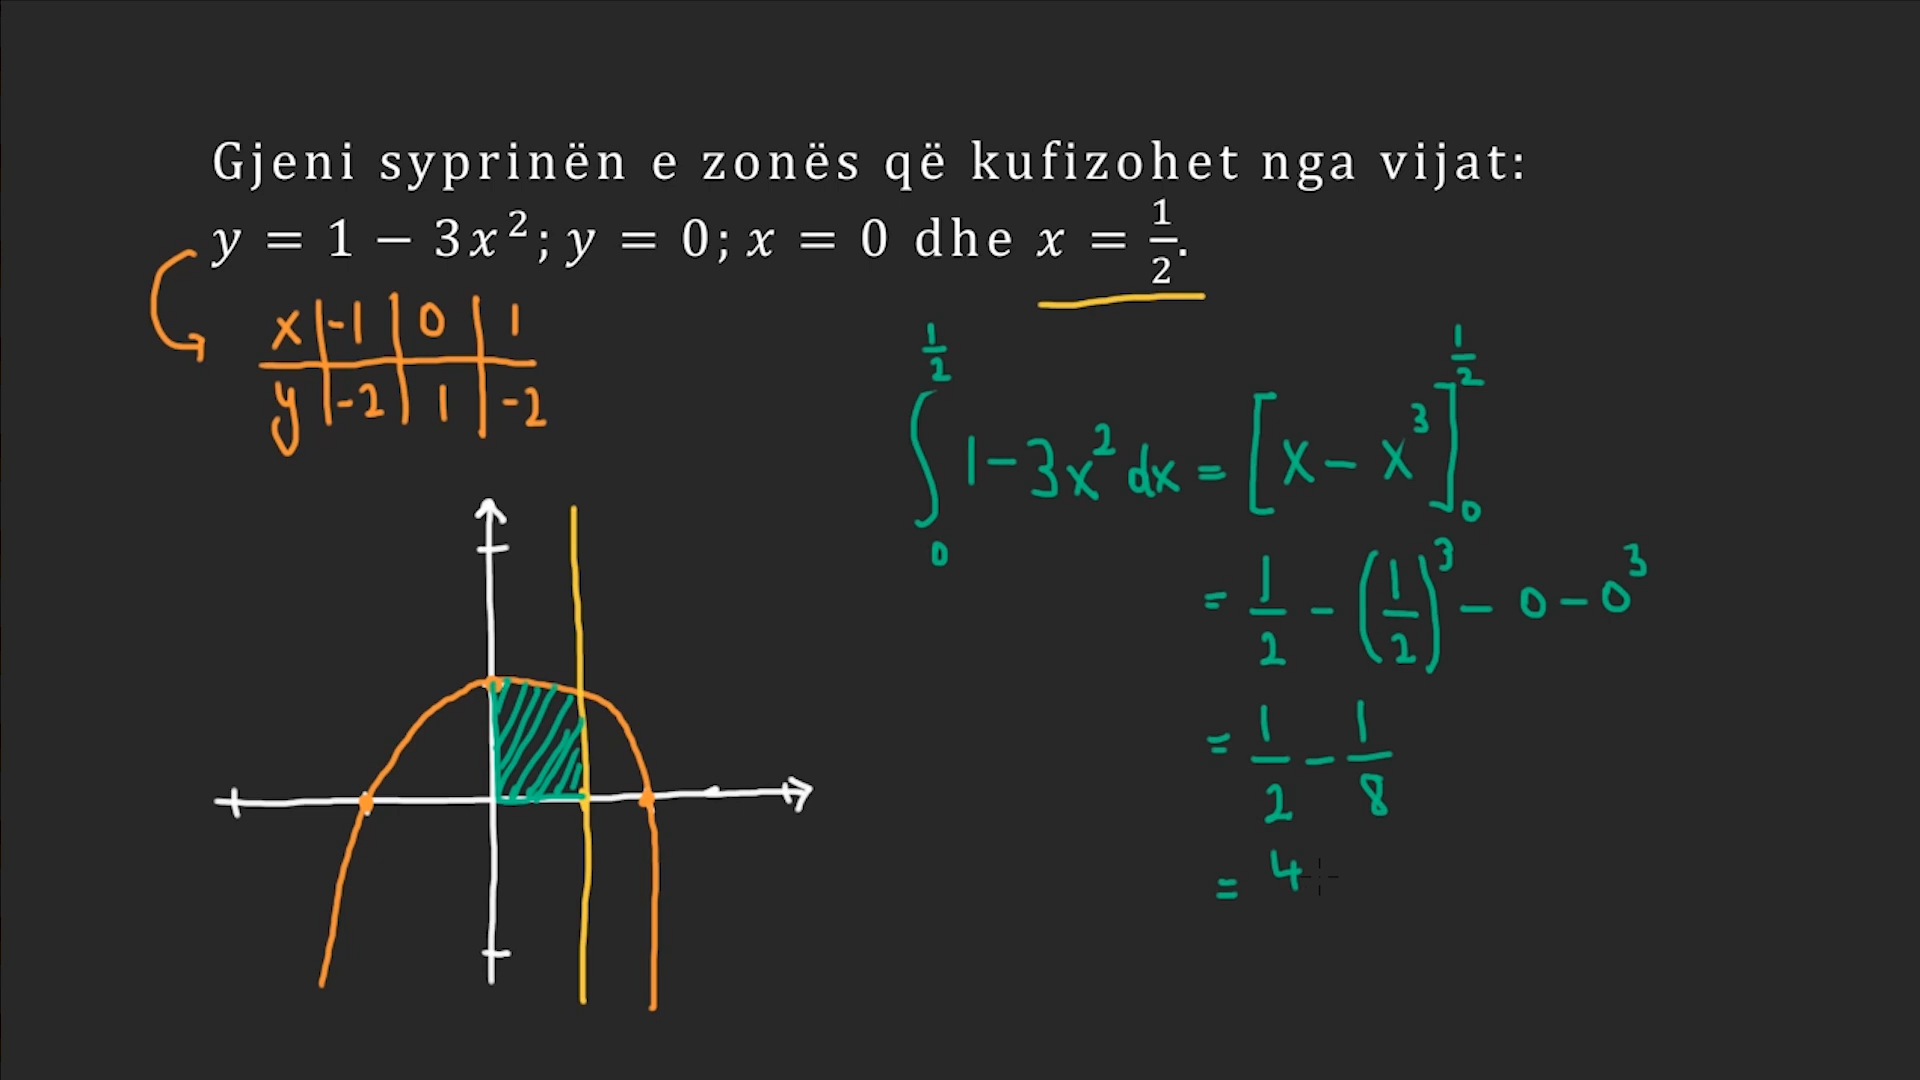 Gjeni syprinën e zonës që kufizohet nga vijat:
y = 1 − 3x²; y = 0; x = 0 dhe x = 1/2.
x | -1 | 0 | 1
y | -2 | 1 | -2
∫₀^(1/2) 1 - 3x² dx = [x - x³]₀^(1/2)
= 1/2 - (1/2)³ - 0 - 0³
= 1/2 - 1/8
= 4